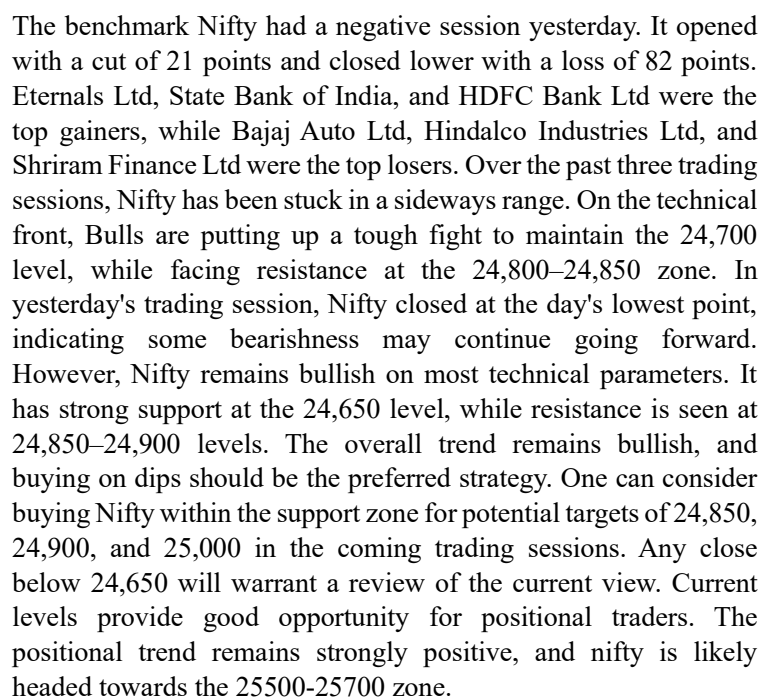 The benchmark Nifty had a negative session yesterday. It opened
with a cut of 21 points and closed lower with a loss of 82 points.
Eternals Ltd, State Bank of India, and HDFC Bank Ltd were the
top gainers, while Bajaj Auto Ltd, Hindalco Industries Ltd, and
Shriram Finance Ltd were the top losers. Over the past three trading
sessions, Nifty has been stuck in a sideways range. On the technical
front, Bulls are putting up a tough fight to maintain the 24,700
level, while facing resistance at the 24,800–24,850 zone. In
yesterday's trading session, Nifty closed at the day's lowest point,
indicating some bearishness may continue going forward.
However, Nifty remains bullish on most technical parameters. It
has strong support at the 24,650 level, while resistance is seen at
24,850–24,900 levels. The overall trend remains bullish, and
buying on dips should be the preferred strategy. One can consider
buying Nifty within the support zone for potential targets of 24,850,
24,900, and 25,000 in the coming trading sessions. Any close
below 24,650 will warrant a review of the current view. Current
levels provide good opportunity for positional traders. The
positional trend remains strongly positive, and nifty is likely
headed towards the 25500-25700 zone.